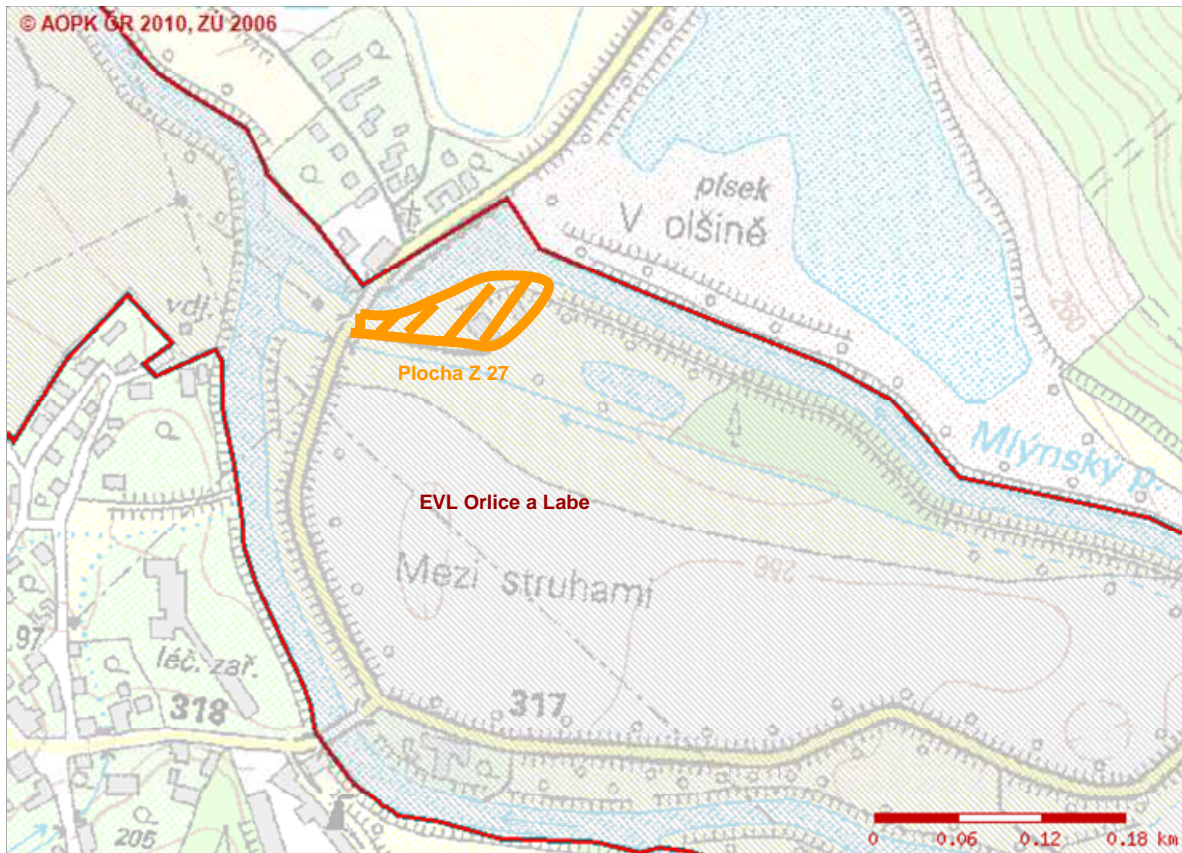 © AOPK ČR 2010, ZÚ 2006
písek
V olšině
vdj.
Plocha Z 27
Mlýnský p.
EVL Orlice a Labe
Mezi struhami
léč. zař.
97
318
317
205
0 0.06 0.12 0.18 km